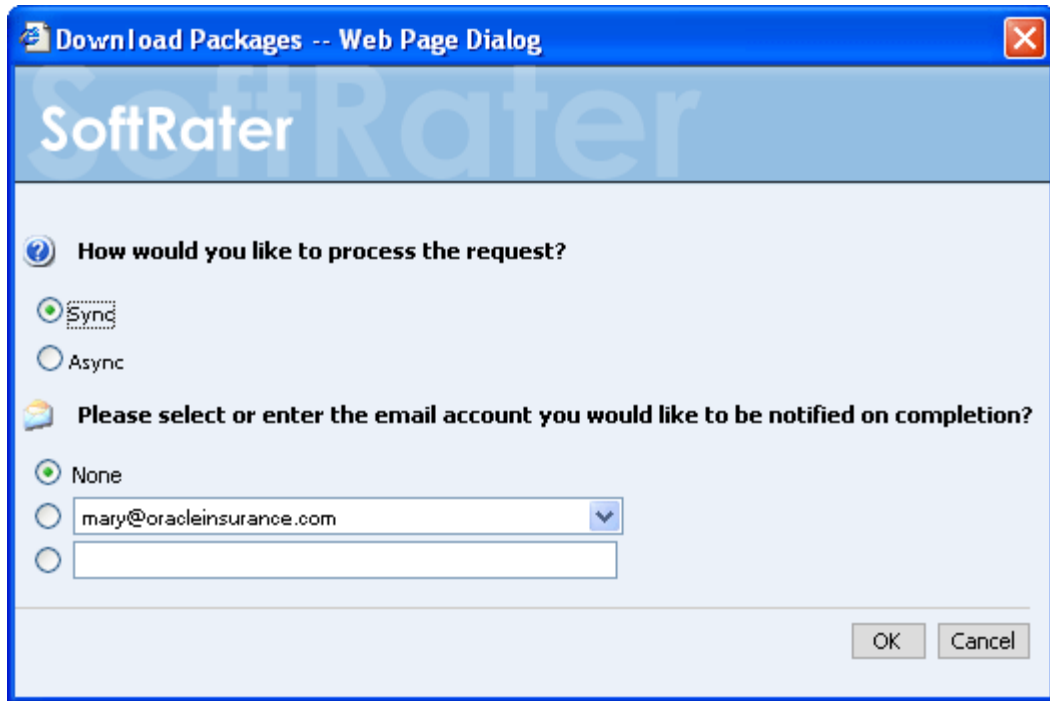 Download Packages -- Web Page Dialog
SoftRater
SoftRater
How would you like to process the request?
Sync
Async
Please select or enter the email account you would like to be notified on completion?
None
mary@oracleinsurance.com
OK Cancel